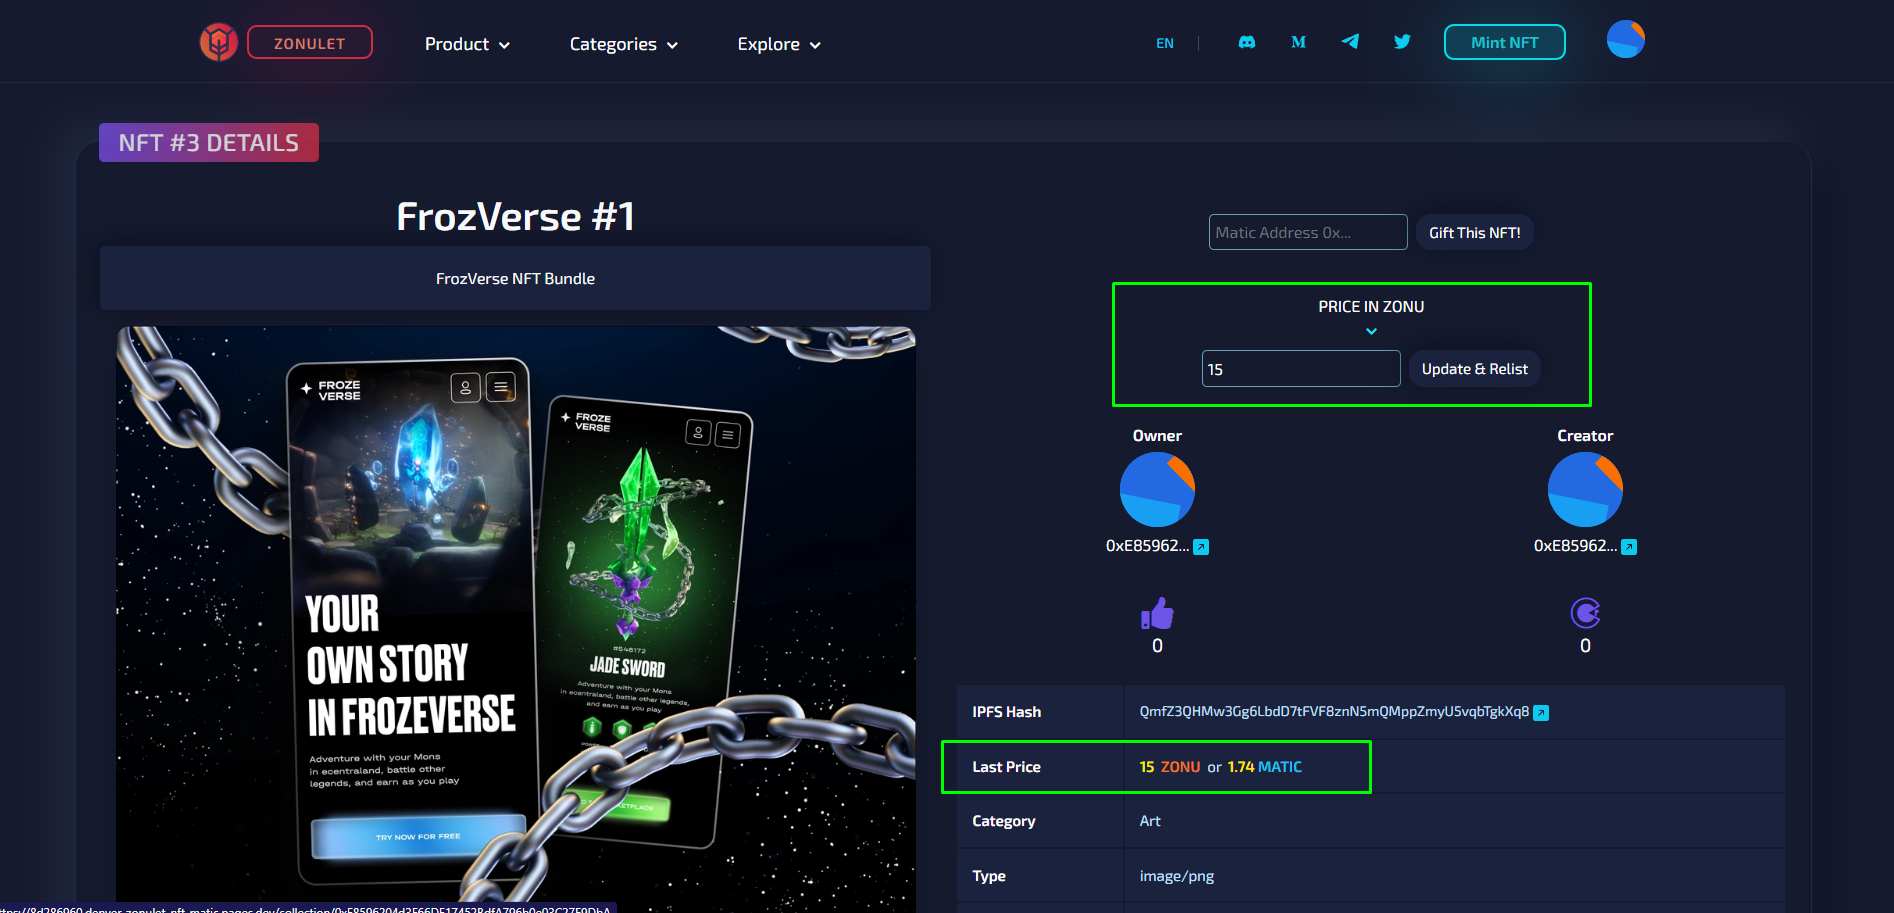 ZONULET
Product
Categories
Explore
EN
Mint NFT
NFT #3 DETAILS
FrozVerse #1
FrozVerse NFT Bundle
Matic Address 0x...
Gift This NFT!
PRICE IN ZONU
15
Update & Relist
Owner
Creator
0xE85962...
0xE85962...
0
0
IPFS Hash
QmfZ3QHMw3Gg6LbdD7tFVF8znN5mQMppZmyU5vqbTgkXq8
Last Price
15 ZONU or 1.74 MATIC
Category
Art
Type
image/png
FROZE
VERSE
YOUR
OWN STORY
IN FROZEVERSE
Adventure with your Mons
in ecentraland, battle other
legends, and earn as you play
TRY NOW FOR FREE
FROZE
VERSE
#546172
JADE SWORD
Adventure with your Mons
in ecentraland, battle other legends,
and earn as you play